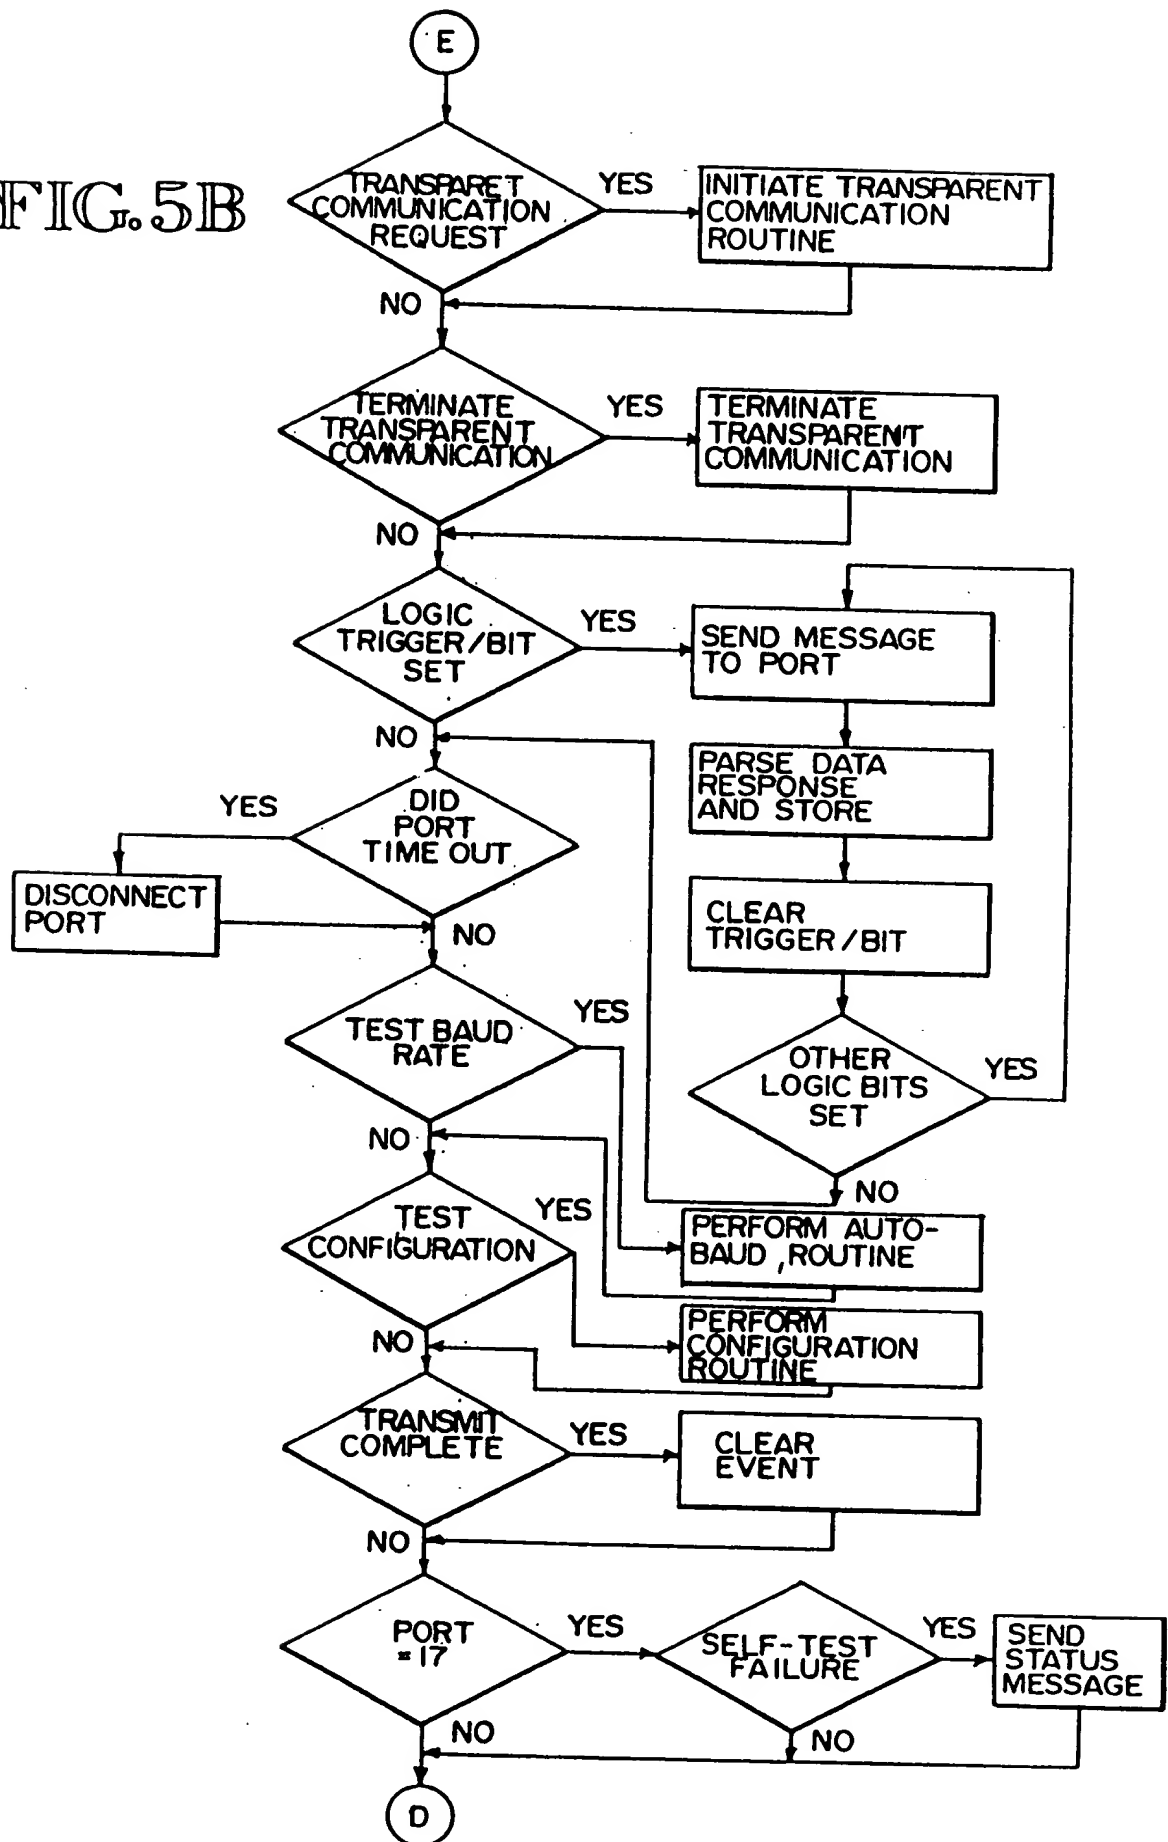 E
FIG. 5B
TRANSPARET
COMMUNICATION
REQUEST
YES
INITIATE TRANSPARENT
COMMUNICATION
ROUTINE
NO
TERMINATE
TRANSPARENT
COMMUNICATION
YES
TERMINATE
TRANSPARENT
COMMUNICATION
NO
LOGIC
TRIGGER/BIT
SET
YES
SEND MESSAGE
TO PORT
NO
PARSE DATA
RESPONSE
AND STORE
DID
PORT
TIME OUT
YES
DISCONNECT
PORT
NO
CLEAR
TRIGGER/BIT
TEST BAUD
RATE
YES
OTHER
LOGIC BITS
SET
YES
NO
NO
TEST
CONFIGURATION
YES
PERFORM AUTO-
BAUD, ROUTINE
NO
PERFORM
CONFIGURATION
ROUTINE
TRANSMIT
COMPLETE
YES
CLEAR
EVENT
NO
PORT
= 17
YES
SELF-TEST
FAILURE
YES
SEND
STATUS
MESSAGE
NO
NO
D